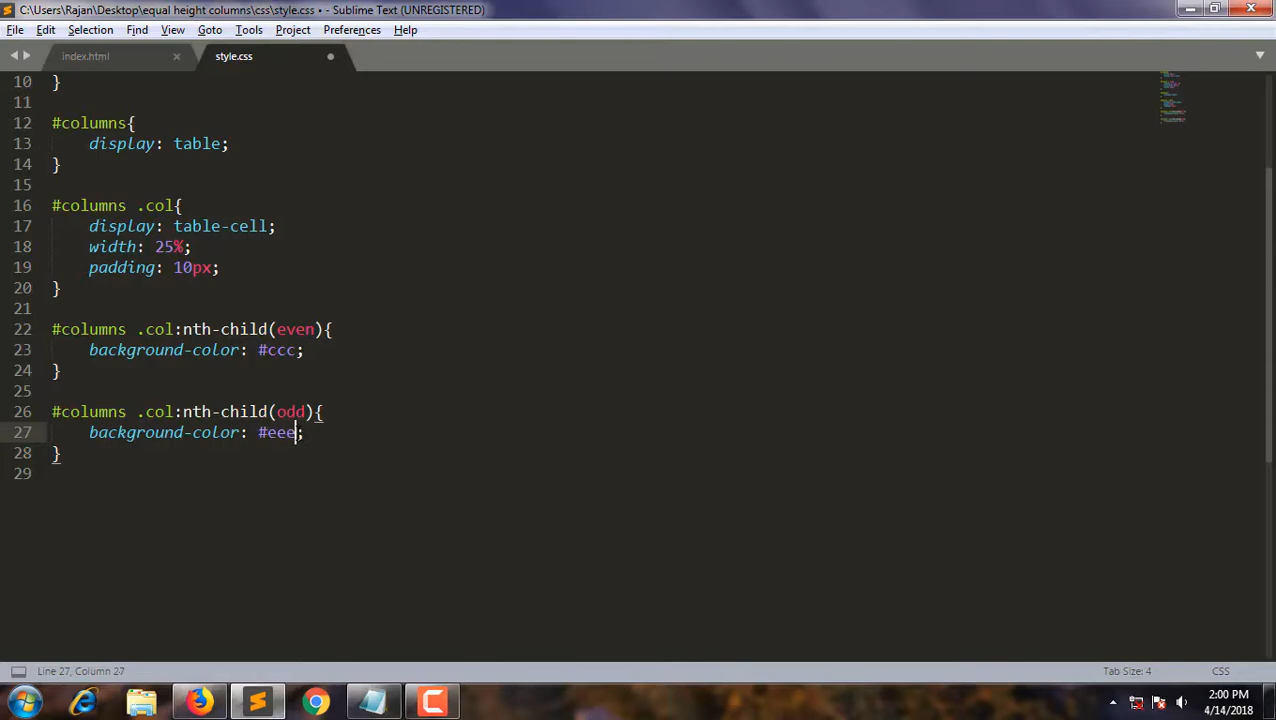 C:\Users\Rajan\Desktop\equal height columns\css\style.css • - Sublime Text (UNREGISTERED)
File Edit Selection Find View Goto Tools Project Preferences Help
index.html style.css
10 }
11
12 #columns{
13 display: table;
14 }
15
16 #columns .col{
17 display: table-cell;
18 width: 25%;
19 padding: 10px;
20 }
21
22 #columns .col:nth-child(even){
23 background-color: #ccc;
24 }
25
26 #columns .col:nth-child(odd){
27 background-color: #eee;
28 }
29
Line 27, Column 27 Tab Size: 4 CSS
2:00 PM
4/14/2018